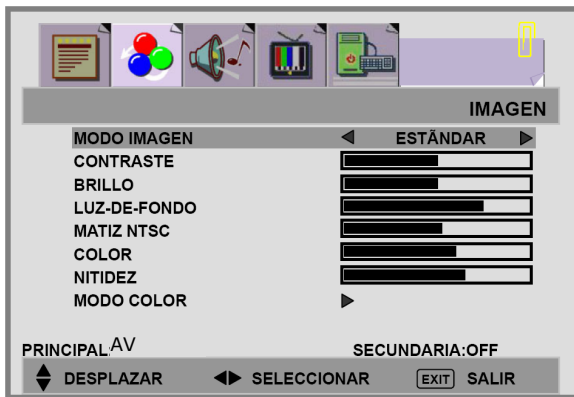 IMAGEN
MODO IMAGEN ESTÃNDAR
CONTRASTE
BRILLO
LUZ-DE-FONDO
MATIZ NTSC
COLOR
NITIDEZ
MODO COLOR
PRINCIPAL:AV SECUNDARIA:OFF
DESPLAZAR SELECCIONAR EXIT SALIR